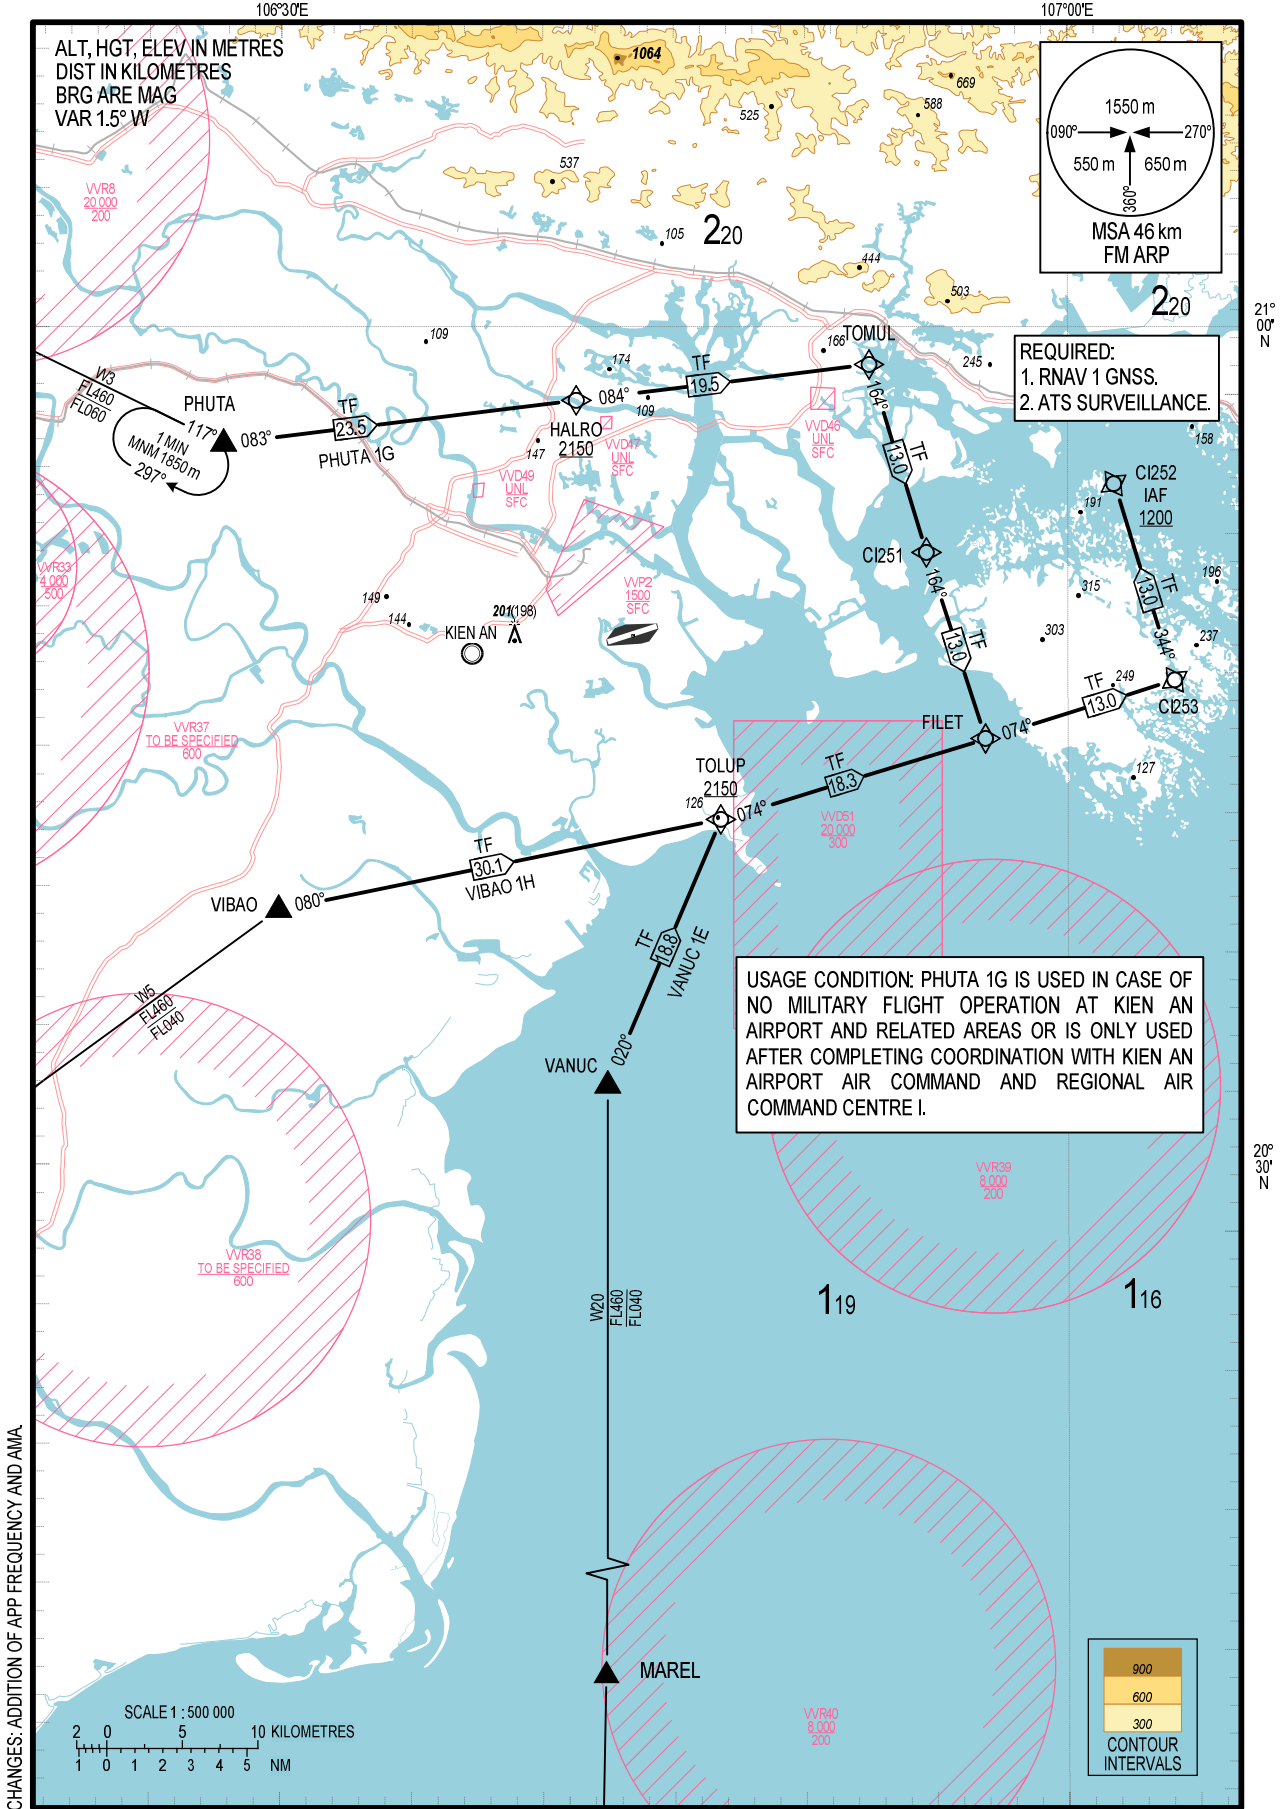 106°30'E
107°00'E
ALT, HGT, ELEV IN METRES
DIST IN KILOMETRES
BRG ARE MAG
VAR 1.5° W
1064
669
588
525
537
105
444
503
109
174
166
245
109
147
158
191
196
315
303
237
249
127
149
144
126
1550 m
090°
270°
550 m
650 m
360°
MSA 46 km
FM ARP
220
220
21°
00'
N
REQUIRED:
1. RNAV 1 GNSS.
2. ATS SURVEILLANCE.
VVR8
20 000
200
W3
FL460
FL060
PHUTA
117°
083°
1 MIN
MNM 1850 m
297°
TF
23.5
PHUTA 1G
HALRO
2150
084°
TF
19.5
TOMUL
164°
TF
13.0
VVD46
UNL
SFC
VVD47
UNL
SFC
VVD49
UNL
SFC
CI251
164°
TF
13.0
CI252
IAF
1200
TF
13.0
344°
CI253
VVR33
4 000
500
VVP2
1500
SFC
201(198)
KIEN AN
FILET
074°
TF
13.0
VVR37
TO BE SPECIFIED
600
TOLUP
2150
074°
TF
18.3
VVD51
20 000
300
VIBAO
080°
TF
30.1
VIBAO 1H
TF
18.8
VANUC 1E
020°
VANUC
W5
FL460
FL040
USAGE CONDITION: PHUTA 1G IS USED IN CASE OF
NO MILITARY FLIGHT OPERATION AT KIEN AN
AIRPORT AND RELATED AREAS OR IS ONLY USED
AFTER COMPLETING COORDINATION WITH KIEN AN
AIRPORT AIR COMMAND AND REGIONAL AIR
COMMAND CENTRE I.
20°
30'
N
VVR39
8 000
200
VVR38
TO BE SPECIFIED
600
W20
FL460
FL040
119
116
MAREL
VVR40
8 000
200
SCALE 1 : 500 000
2 0 5 10 KILOMETRES
1 0 1 2 3 4 5 NM
900
600
300
CONTOUR
INTERVALS
CHANGES: ADDITION OF APP FREQUENCY AND AMA.